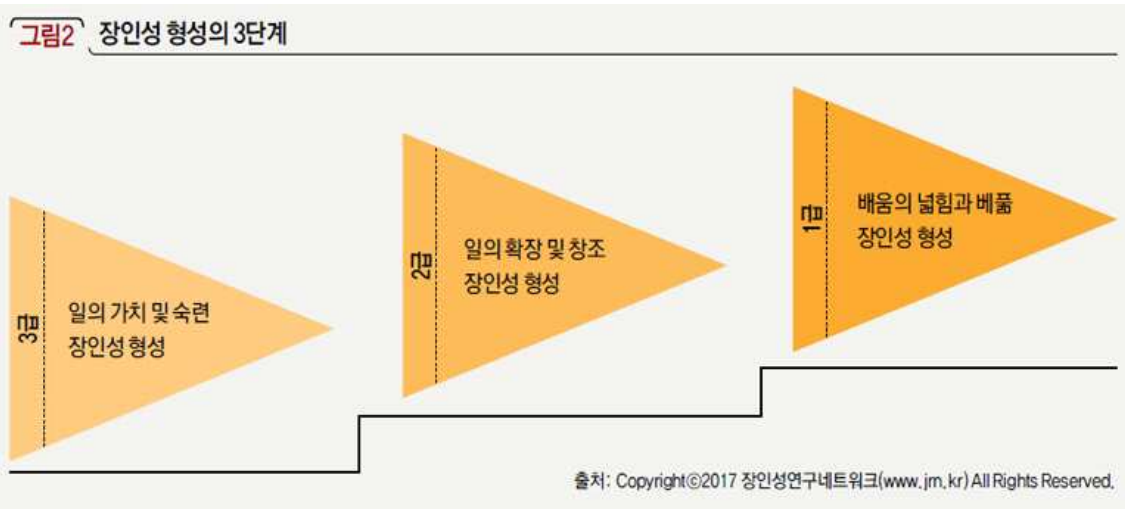 그림2 장인성 형성의 3단계
3급
일의 가치 및 숙련
장인성 형성
2급
일의 확장 및 창조
장인성 형성
1급
배움의 넓힘과 베풂
장인성 형성
출처: Copyright©2017 장인성연구네트워크(www.jrn.kr) All Rights Reserved.